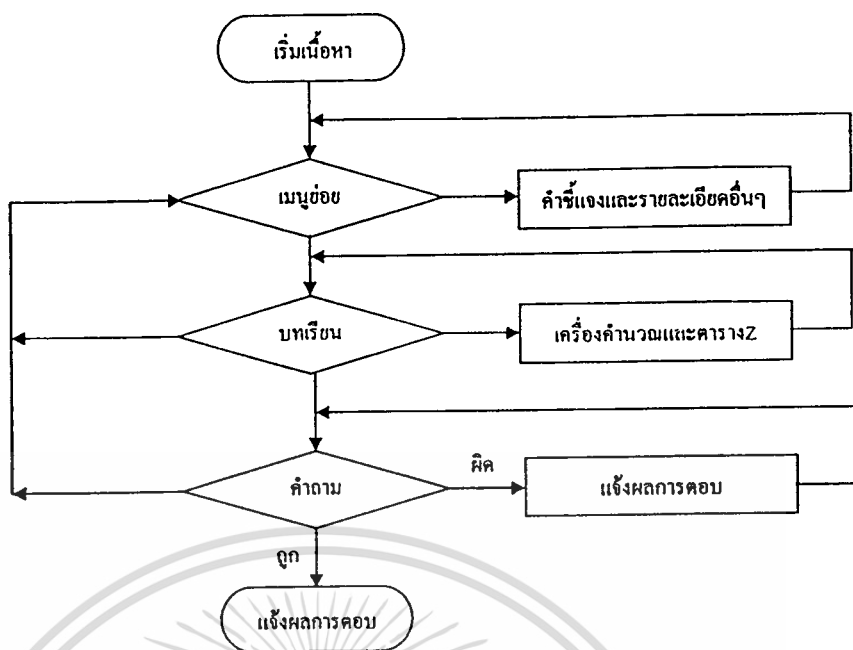 เริ่มเนื้อหา
เมนูย่อย
คำชี้แจงและรายละเอียดอื่นๆ
บทเรียน
เครื่องคำนวณและตารางZ
คำถาม
ผิด
แจ้งผลการตอบ
ถูก
แจ้งผลการตอบ